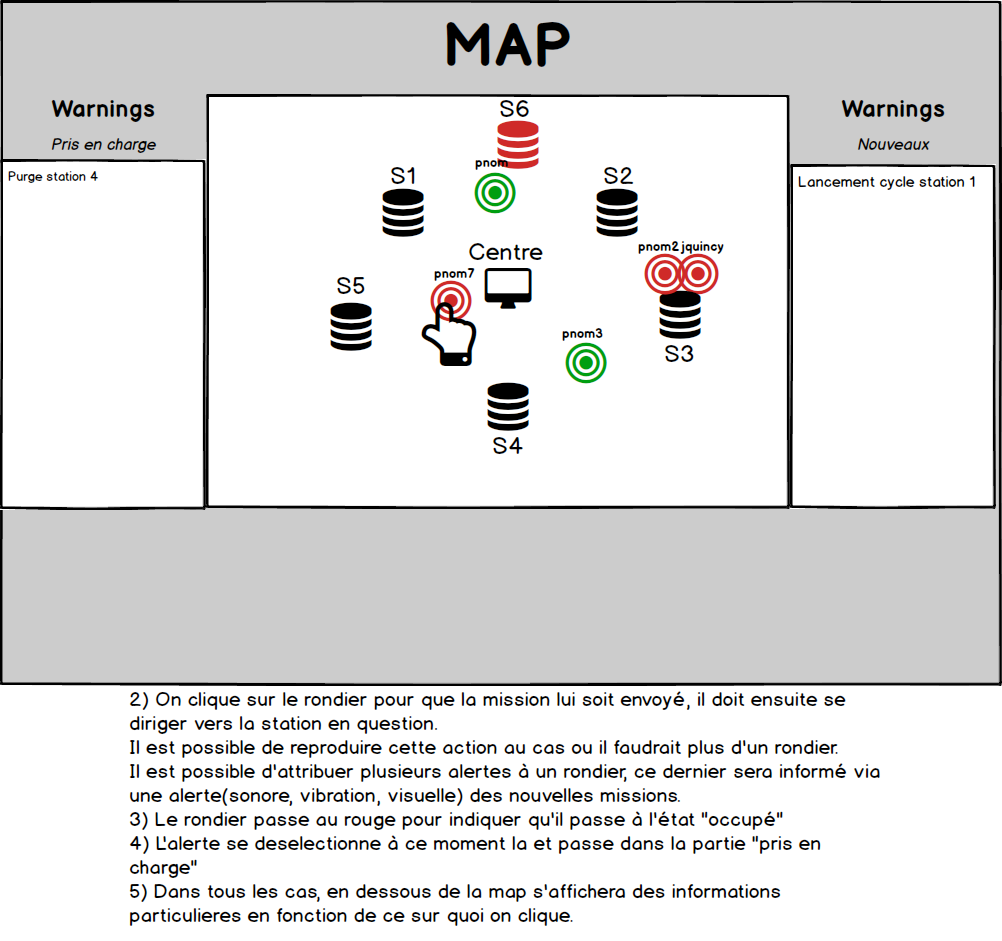 MAP
Warnings
Pris en charge
Purge station 4
S6
pnom
S1
S2
Centre
pnom2 jquincy
pnom7
S5
pnom3
S3
S4
Warnings
Nouveaux
Lancement cycle station 1
2) On clique sur le rondier pour que la mission lui soit envoyé, il doit ensuite se
diriger vers la station en question.
Il est possible de reproduire cette action au cas ou il faudrait plus d'un rondier.
Il est possible d'attribuer plusieurs alertes à un rondier, ce dernier sera informé via
une alerte(sonore, vibration, visuelle) des nouvelles missions.
3) Le rondier passe au rouge pour indiquer qu'il passe à l'état "occupé"
4) L'alerte se deselectionne à ce moment la et passe dans la partie "pris en
charge"
5) Dans tous les cas, en dessous de la map s'affichera des informations
particulieres en fonction de ce sur quoi on clique.